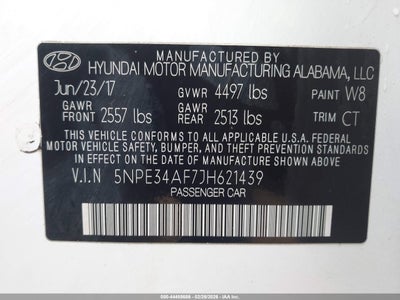 MANUFACTURED BY
HYUNDAI MOTOR MANUFACTURING ALABAMA, LLC
Jun/23/17 GVWR 4497 lbs PAINT W8
GAWR FRONT 2557 lbs GAWR REAR 2513 lbs TRIM CT
THIS VEHICLE CONFORMS TO ALL APPLICABLE U.S.A. FEDERAL
MOTOR VEHICLE SAFETY, BUMPER, AND THEFT PREVENTION
STANDARDS IN EFFECT ON THE DATE OF MANUFACTURE SHOWN ABOVE.
V.I.N 5NPE34AF7JH621439
PASSENGER CAR